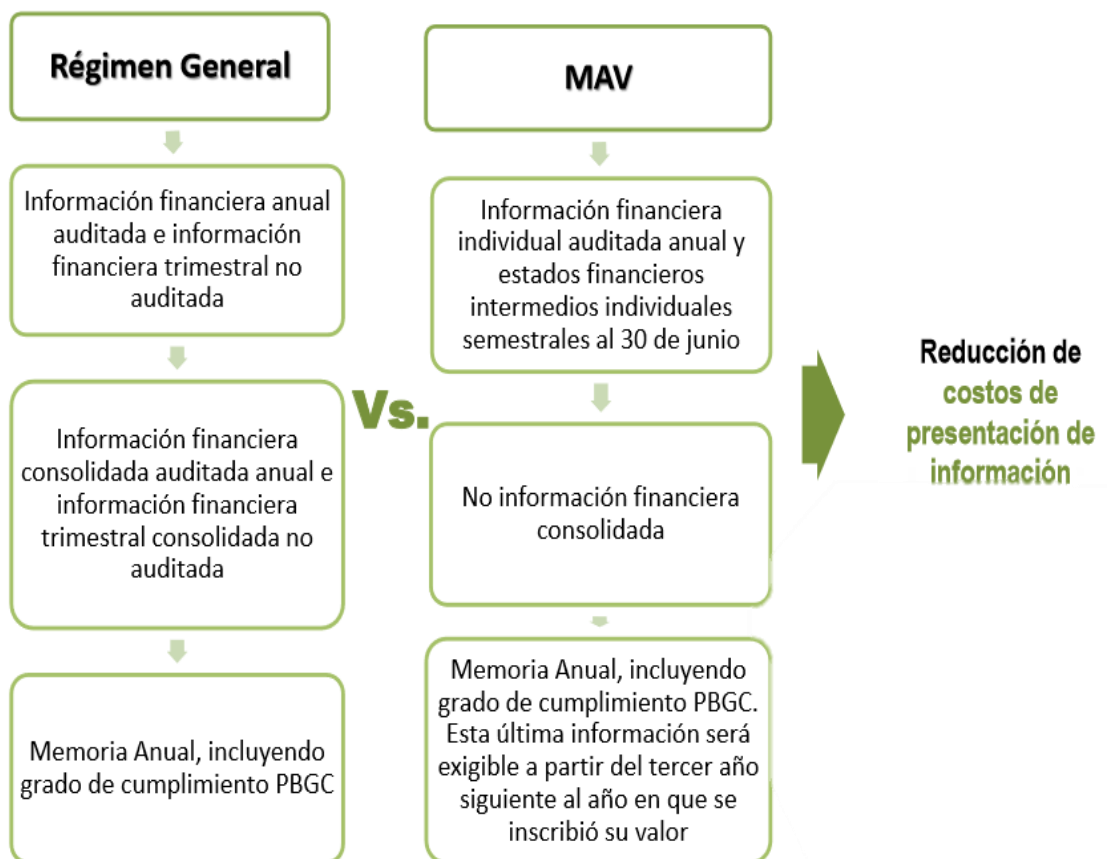 Régimen General
Información financiera anual
auditada e información
financiera trimestral no
auditada
Información financiera
consolidada auditada anual e
información financiera
trimestral consolidada no
auditada
Memoria Anual, incluyendo
grado de cumplimiento PBGC
Vs.
MAV
Información financiera
individual auditada anual y
estados financieros
intermedios individuales
semestrales al 30 de junio
No información financiera
consolidada
Memoria Anual, incluyendo
grado de cumplimiento PBGC.
Esta última información será
exigible a partir del tercer año
siguiente al año en que se
inscribió su valor
Reducción de
costos de
presentación de
información